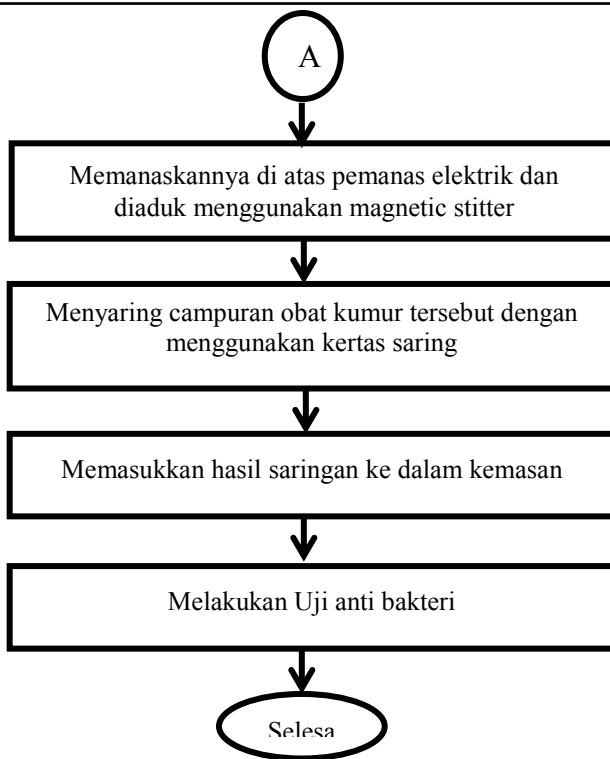 A
Memanaskannya di atas pemanas elektrik dan
diaduk menggunakan magnetic stitter
Menyaring campuran obat kumur tersebut dengan
menggunakan kertas saring
Memasukkan hasil saringan ke dalam kemasan
Melakukan Uji anti bakteri
Selesa